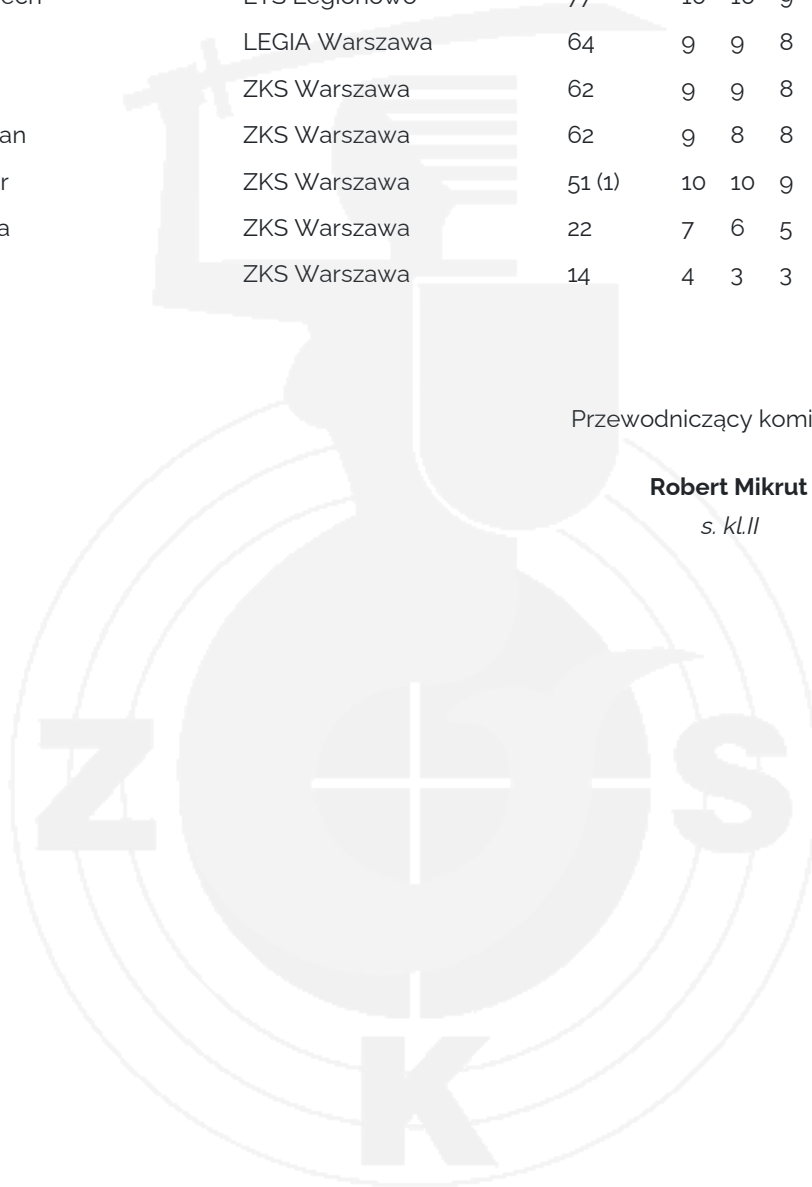 LEGIA Warszawa 64 9 9 8
ZKS Warszawa 62 9 9 8
an ZKS Warszawa 62 9 8 8
r ZKS Warszawa 51 (1) 10 10 9
a ZKS Warszawa 22 7 6 5
ZKS Warszawa 14 4 3 3
Przewodniczący komi
Robert Mikrut
s. kl.II
Z S
K